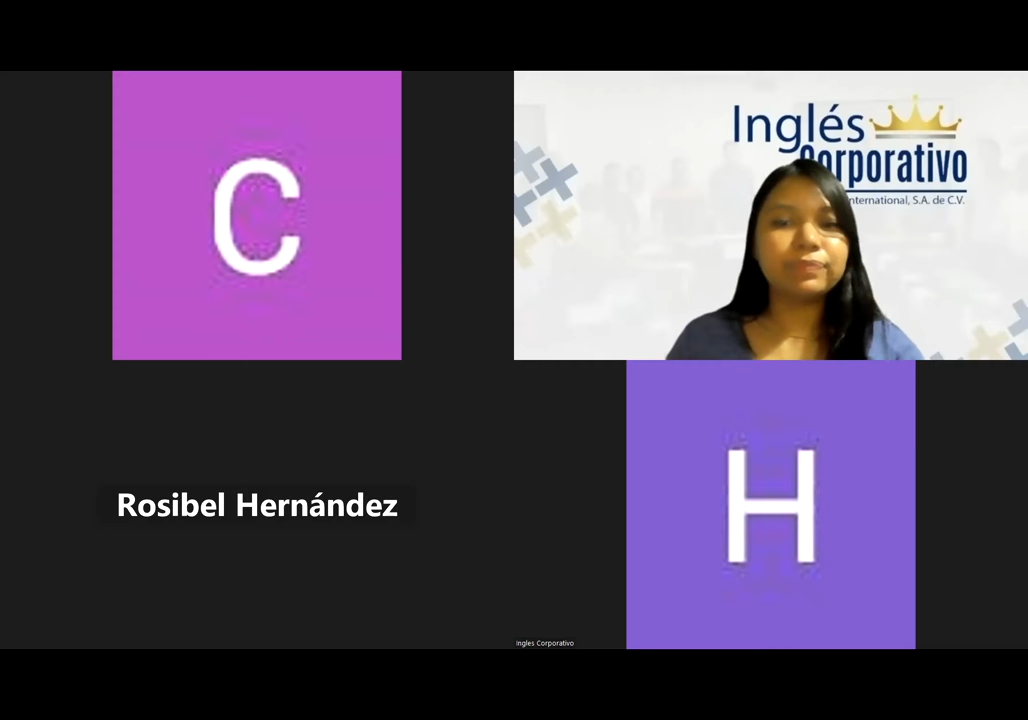 C
Inglés
Corporativo
International, S.A. de C.V.
Rosibel Hernández
H
Ingles Corporativo